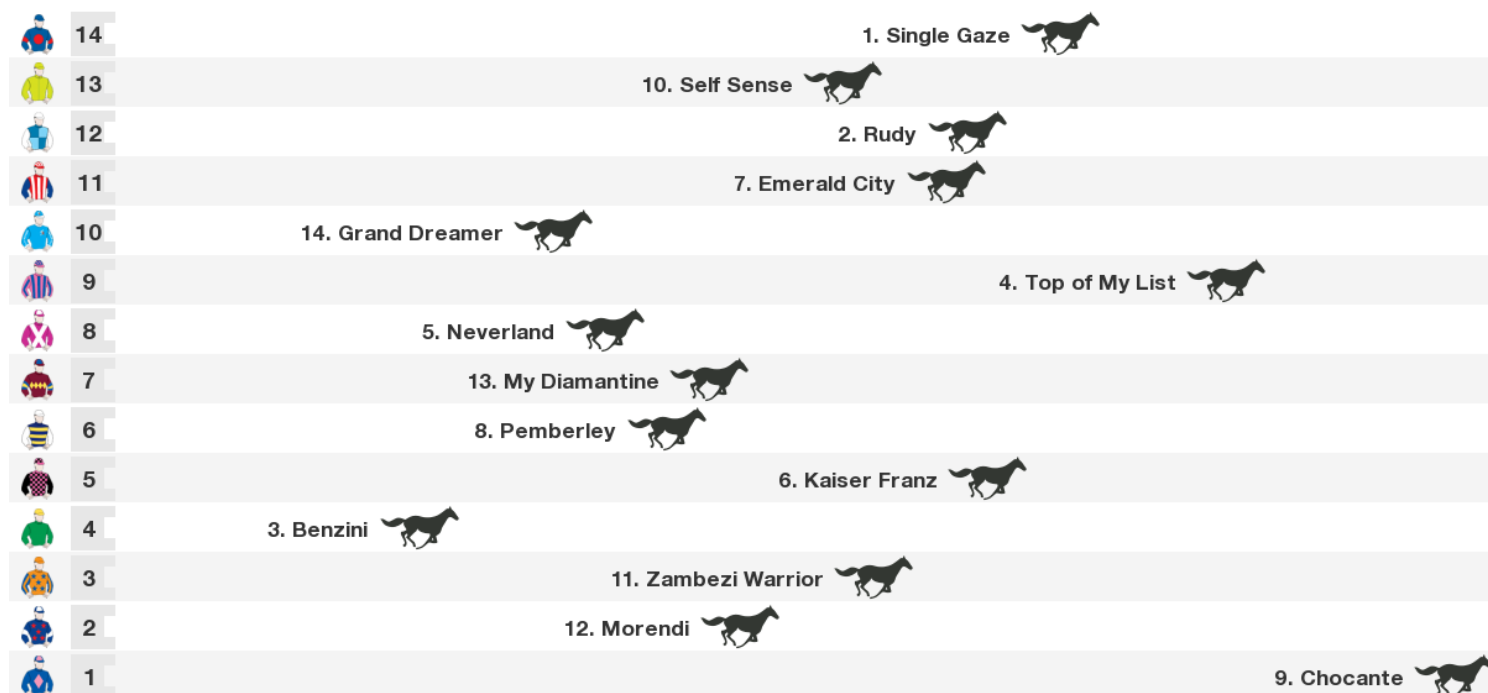 14 1. Single Gaze
13 10. Self Sense
12 2. Rudy
11 7. Emerald City
10 14. Grand Dreamer
9 4. Top of My List
8 5. Neverland
7 13. My Diamantine
6 8. Pemberley
5 6. Kaiser Franz
4 3. Benzini
3 11. Zambezi Warrior
2 12. Morendi
1 9. Chocante